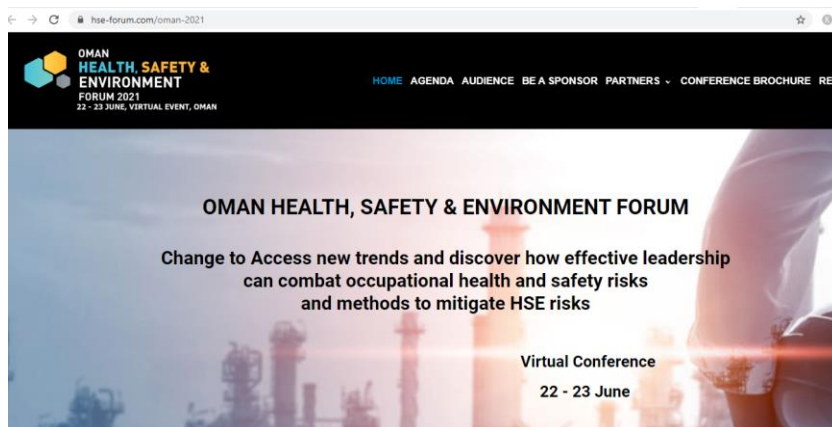 hse-forum.com/oman-2021
OMAN
HEALTH, SAFETY &
ENVIRONMENT
FORUM 2021
22 - 23 JUNE, VIRTUAL EVENT, OMAN
HOME AGENDA AUDIENCE BE A SPONSOR PARTNERS CONFERENCE BROCHURE RE
OMAN HEALTH, SAFETY & ENVIRONMENT FORUM
Change to Access new trends and discover how effective leadership
can combat occupational health and safety risks
and methods to mitigate HSE risks
Virtual Conference
22 - 23 June